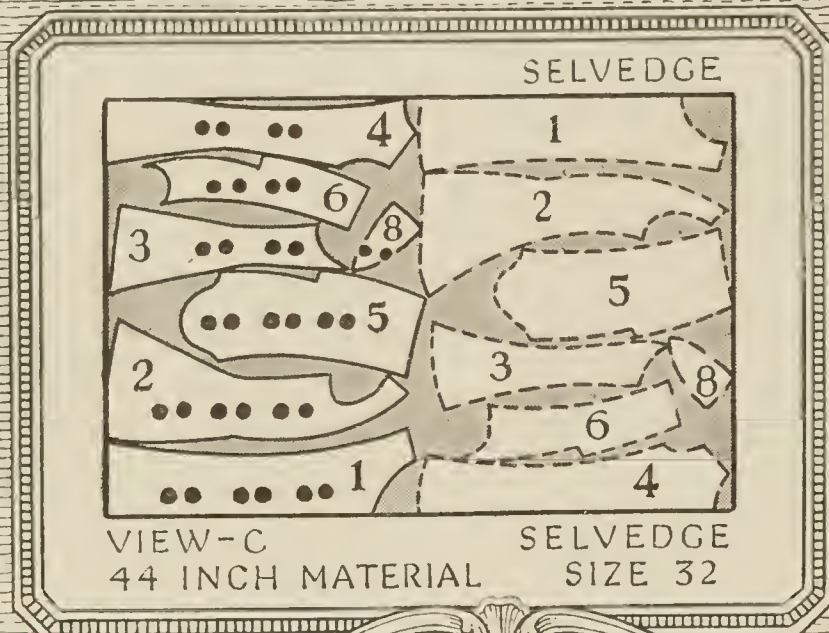 SELVEDGE
4 1
6 2
3 8
5 5
2 3 8
6
1 4
VIEW-C SELVEDGE
44 INCH MATERIAL SIZE 32